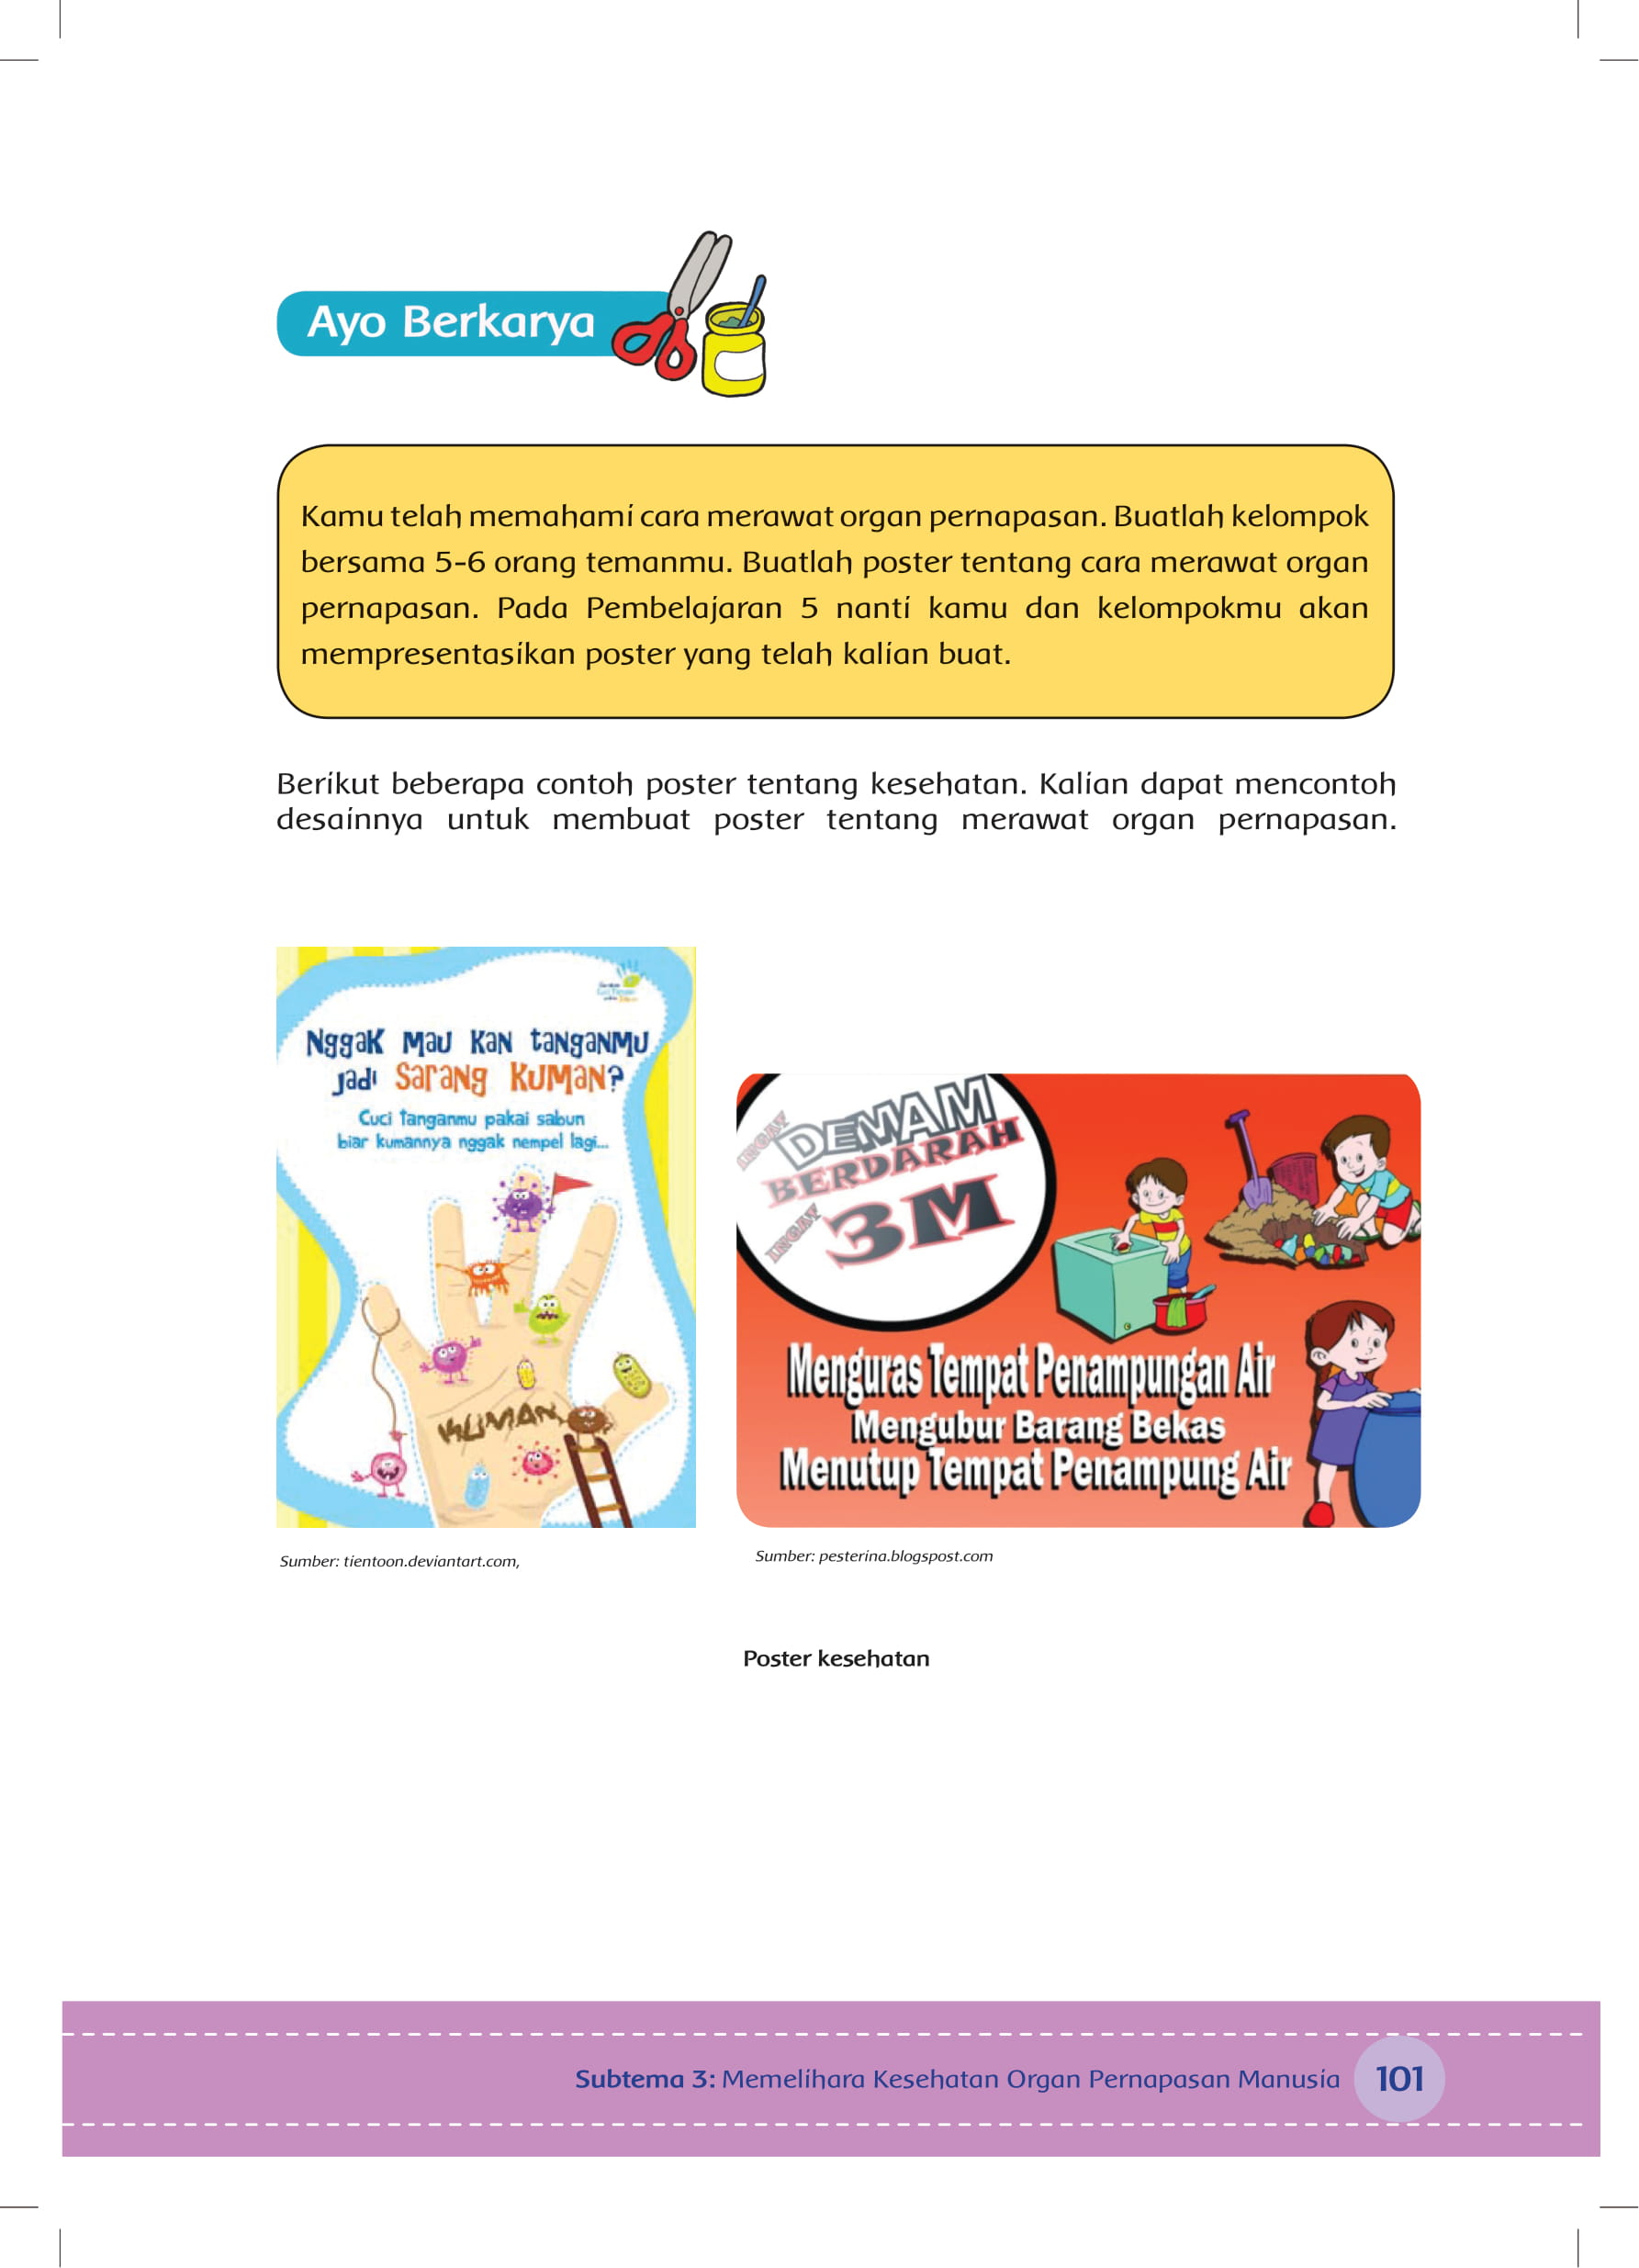 Ayo Berkarya
Kamu telah memahami cara merawat organ pernapasan. Buatlah kelompok
bersama 5-6 orang temanmu. Buatlah poster tentang cara merawat organ
pernapasan. Pada Pembelajaran 5 nanti kamu dan kelompokmu akan
mempresentasikan poster yang telah kalian buat.
Berikut beberapa contoh poster tentang kesehatan. Kalian dapat mencontoh
desainnya untuk membuat poster tentang merawat organ pernapasan.
Nggak mau kan tanganmu
jadi Sarang Kuman?
Cuci tanganmu pakai sabun
biar kumannya nggak nempel lagi...
KUMAN
Sumber: tientoon.deviantart.com,
INGAT DEMAM
BERDARAH
INGAT 3M
Menguras Tempat Penampungan Air
Mengubur Barang Bekas
Menutup Tempat Penampung Air
Sumber: pesterina.blogspost.com
Poster kesehatan
Subtema 3: Memelihara Kesehatan Organ Pernapasan Manusia 101